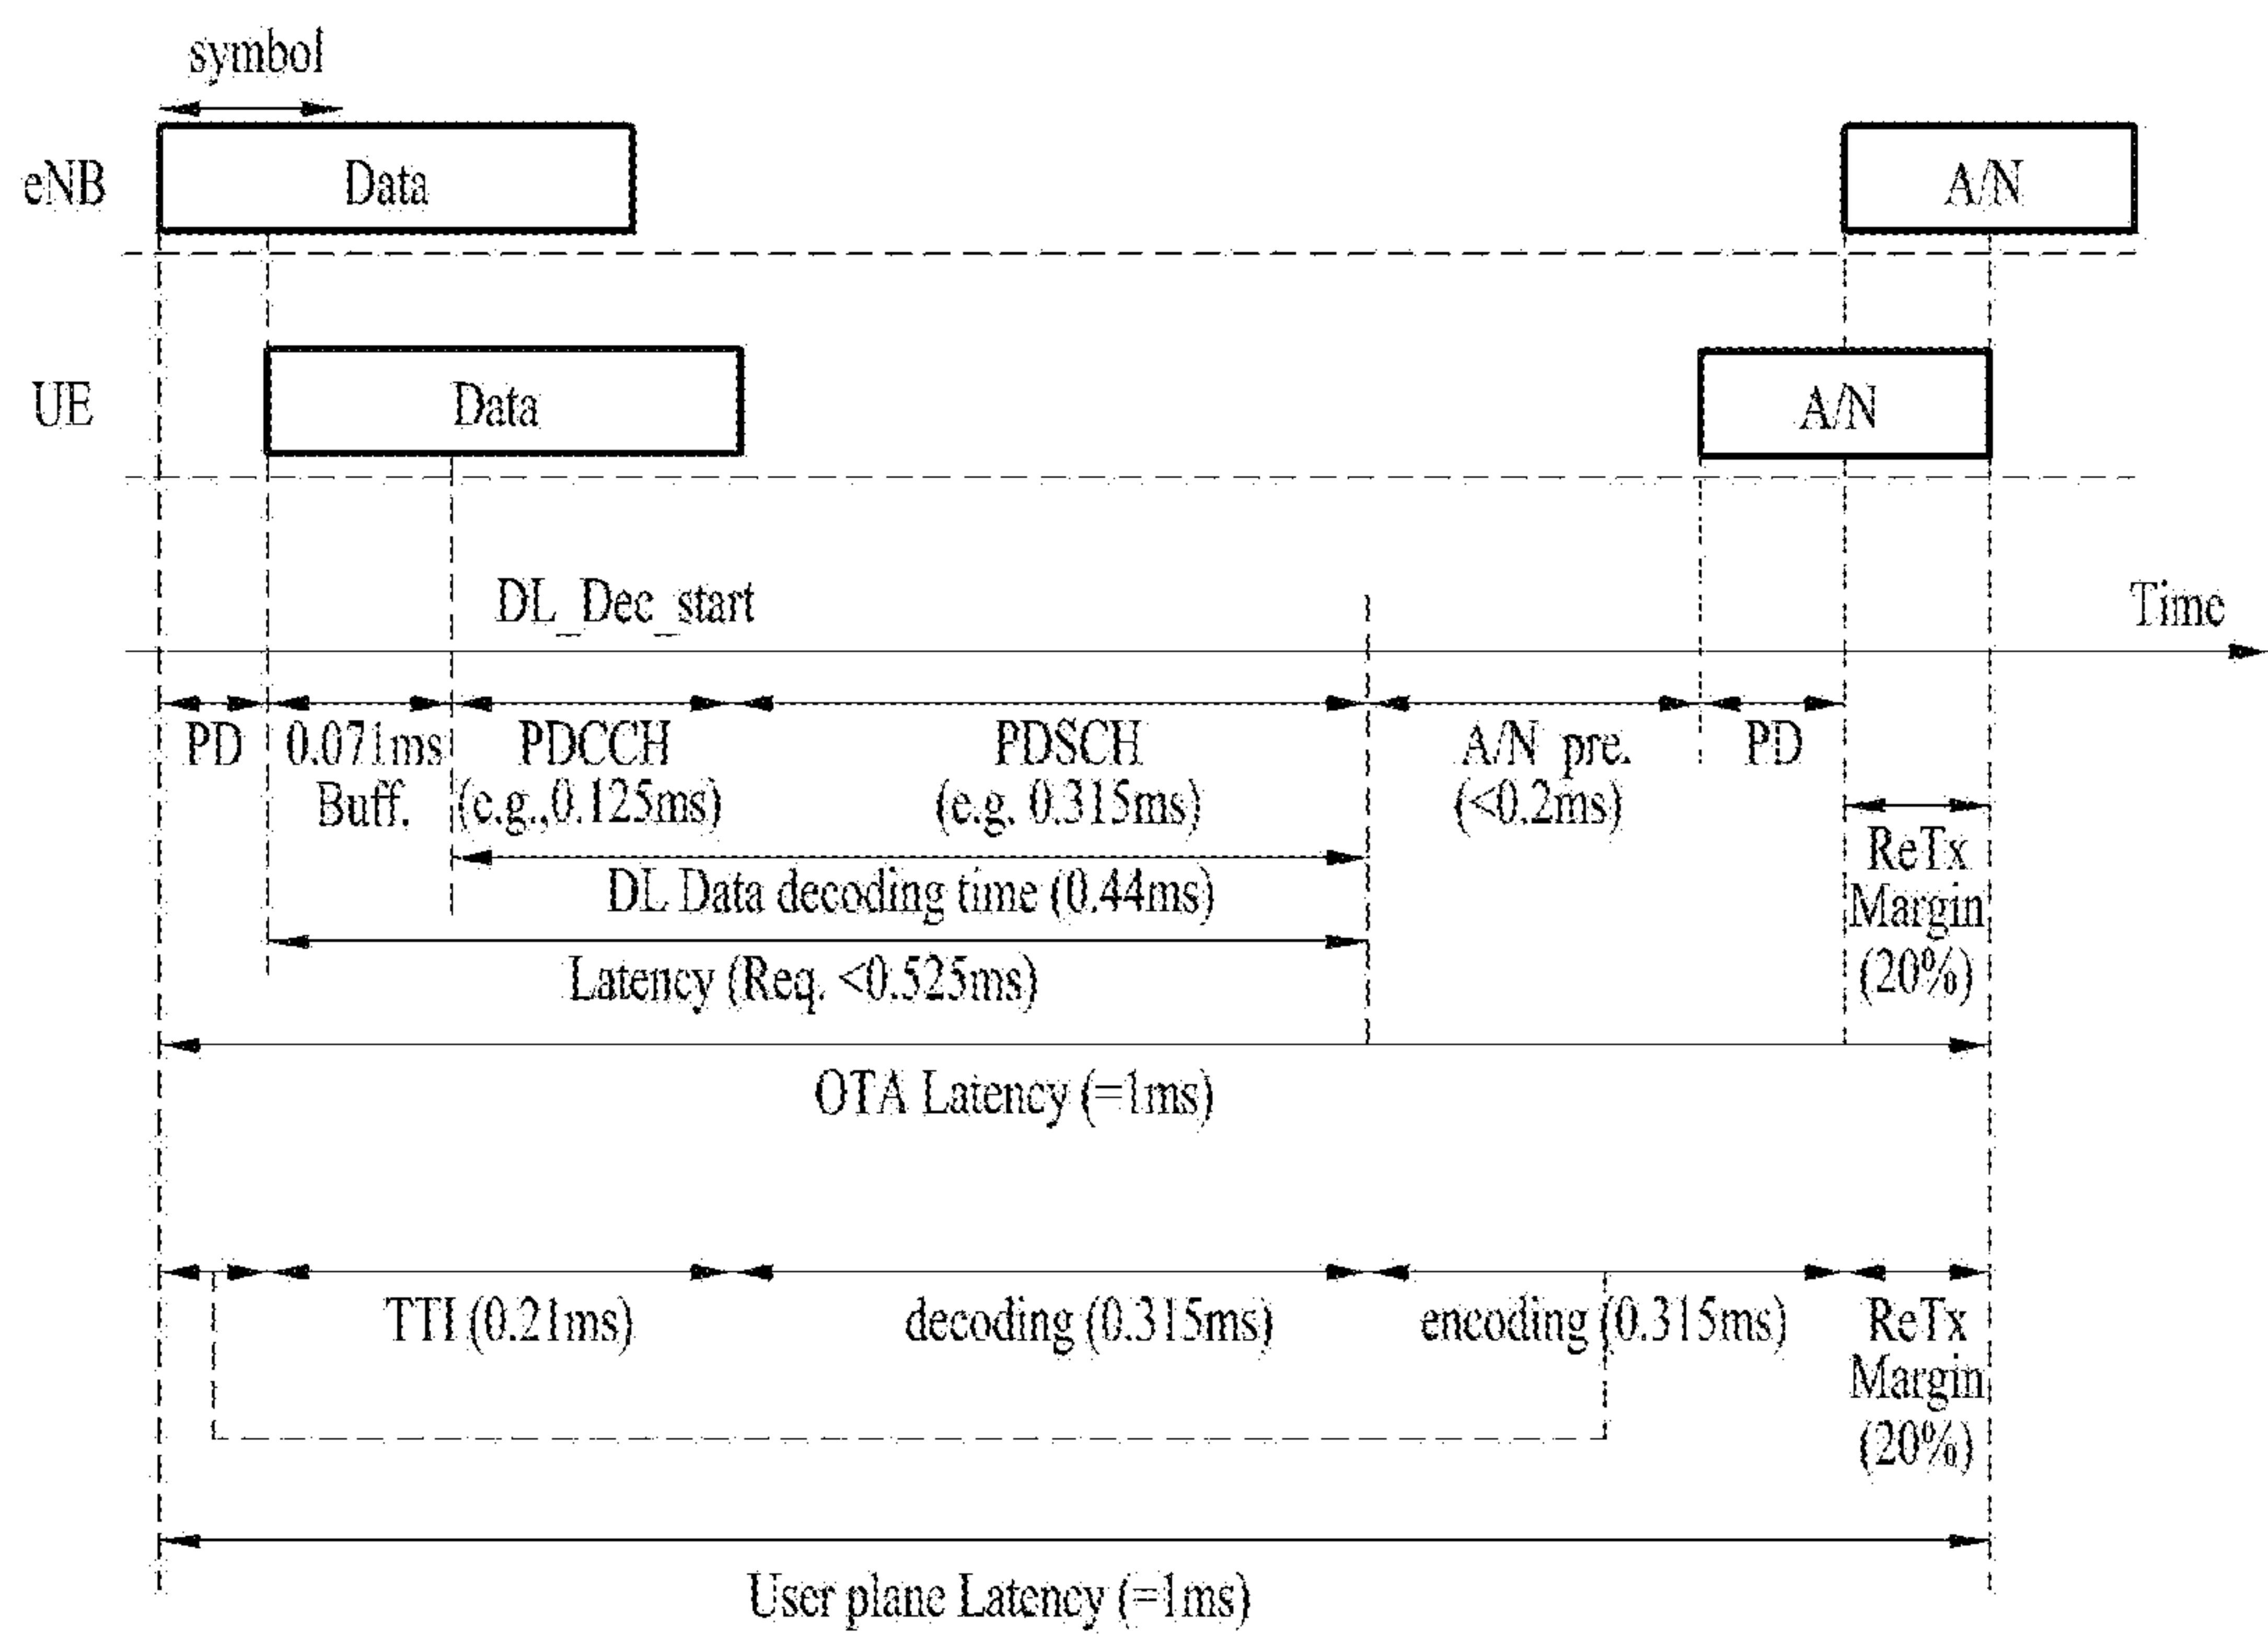 symbol
eNB
Data
A/N
UE
Data
A/N
DL_Dec_start
Time
PD
0.071ms
Buff.
PDCCH
(e.g.,0.125ms)
PDSCH
(e.g. 0.315ms)
A/N pre.
(<0.2ms)
PD
ReTx
Margin
(20%)
DL Data decoding time (0.44ms)
Latency (Req. <0.525ms)
OTA Latency (=1ms)
TTI (0.21ms)
decoding (0.315ms)
encoding (0.315ms)
ReTx
Margin
(20%)
User plane Latency (=1ms)